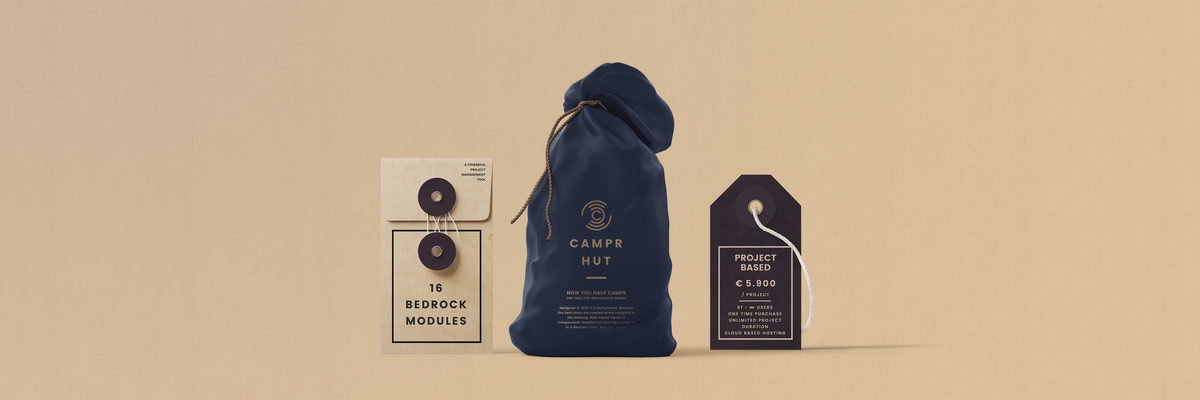 A POWERFUL
PROJECT
MANAGEMENT
TOOL
16
BEDROCK
MODULES
CAMPR
HUT
NOW YOU HAVE CAMPR
PROJECT
BASED
€ 5.900
/ PROJECT
USERS
ONE TIME PURCHASE
UNLIMITED PROJECT
DURATION
CLOUD BASED HOSTING